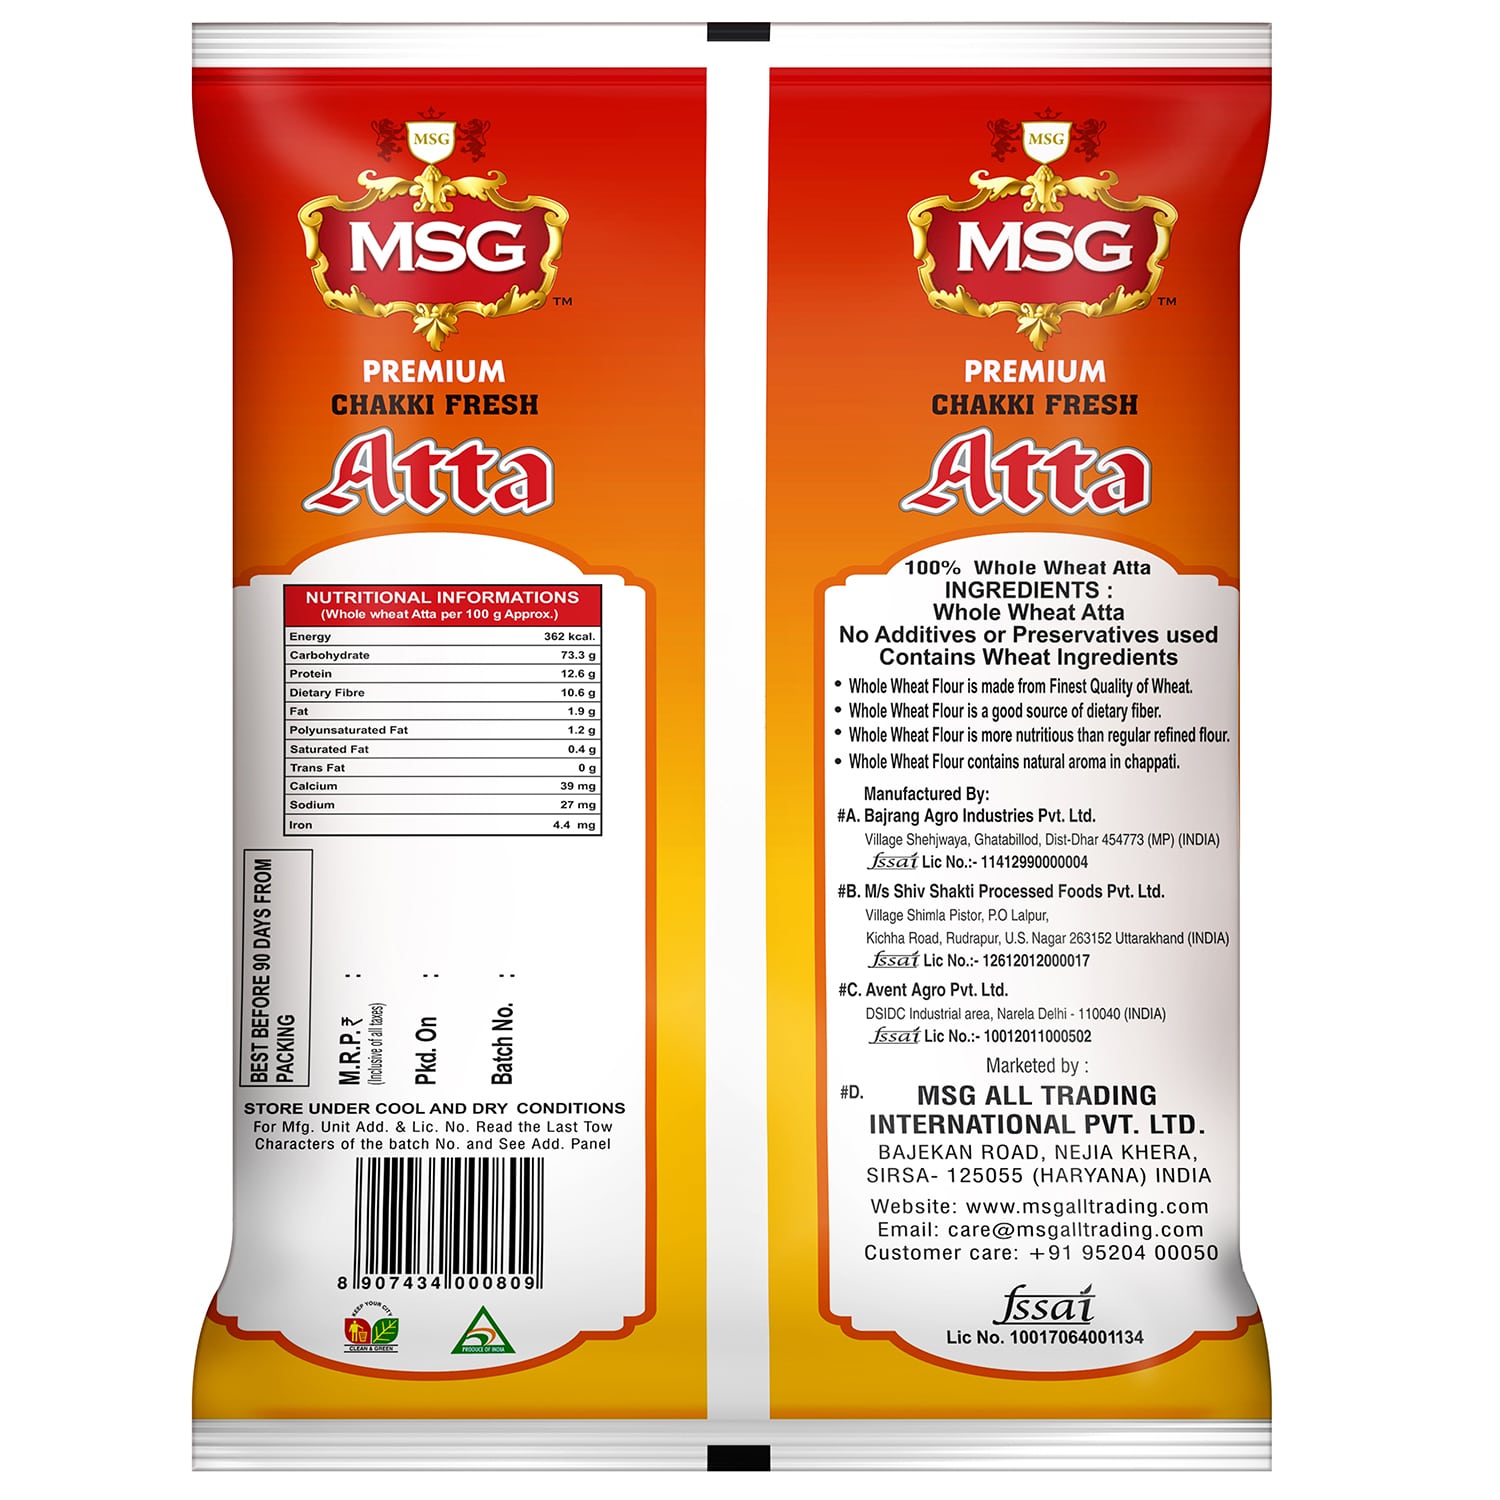 MSG
MSG
TM
PREMIUM
CHAKKI FRESH
Atta
NUTRITIONAL INFORMATIONS
(Whole wheat Atta per 100 g Approx.)
Energy 362 kcal.
Carbohydrate 73.3 g
Protein 12.6 g
Dietary Fibre 10.6 g
Fat 1.9 g
Polyunsaturated Fat 1.2 g
Saturated Fat 0.4 g
Trans Fat 0 g
Calcium 39 mg
Sodium 27 mg
Iron 4.4 mg
BEST BEFORE 90 DAYS FROM
PACKING
M.R.P. ₹ :
(Inclusive of all taxes)
Pkd. On :
Batch No. :
STORE UNDER COOL AND DRY CONDITIONS
For Mfg. Unit Add. & Lic. No. Read the Last Tow
Characters of the batch No. and See Add. Panel
8 907434 000809
KEEP YOUR CITY
CLEAN & GREEN
PRODUCE OF INDIA
MSG
MSG
TM
PREMIUM
CHAKKI FRESH
Atta
100% Whole Wheat Atta
INGREDIENTS :
Whole Wheat Atta
No Additives or Preservatives used
Contains Wheat Ingredients
• Whole Wheat Flour is made from Finest Quality of Wheat.
• Whole Wheat Flour is a good source of dietary fiber.
• Whole Wheat Flour is more nutritious than regular refined flour.
• Whole Wheat Flour contains natural aroma in chappati.
Manufactured By:
#A. Bajrang Agro Industries Pvt. Ltd.
Village Shehjwaya, Ghatabillod, Dist-Dhar 454773 (MP) (INDIA)
fssai Lic No.:- 11412990000004
#B. M/s Shiv Shakti Processed Foods Pvt. Ltd.
Village Shimla Pistor, P.O Lalpur,
Kichha Road, Rudrapur, U.S. Nagar 263152 Uttarakhand (INDIA)
fssai Lic No.:- 12612012000017
#C. Avent Agro Pvt. Ltd.
DSIDC Industrial area, Narela Delhi - 110040 (INDIA)
fssai Lic No.:- 10012011000502
Marketed by :
#D. MSG ALL TRADING
INTERNATIONAL PVT. LTD.
BAJEKAN ROAD, NEJIA KHERA,
SIRSA- 125055 (HARYANA) INDIA
Website: www.msgalltrading.com
Email: care@msgalltrading.com
Customer care: +91 95204 00050
fssai
Lic No. 10017064001134